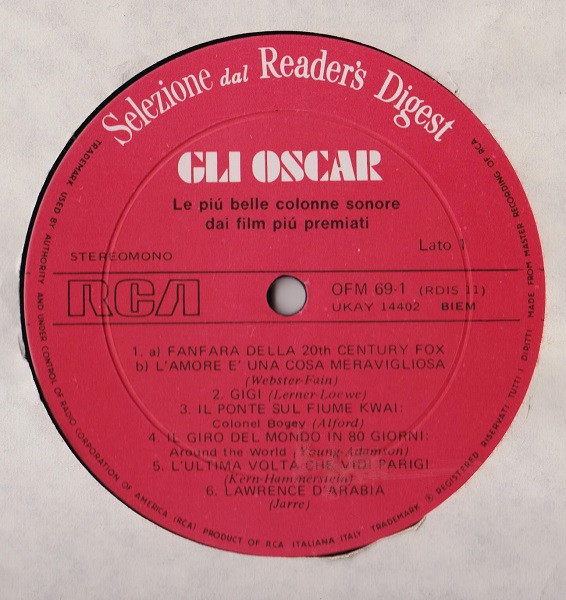 Selezione dal Reader's Digest
GLI OSCAR
Le piú belle colonne sonore
dai film piú premiati
Lato 1
STEREOMONO
RCA
OFM 69-1 (RDIS 11)
UKAY 14402 BIEM
1. a) FANFARA DELLA 20th CENTURY FOX
b) L'AMORE E' UNA COSA MERAVIGLIOSA
(Webster-Fain)
2. GIGI (Lerner-Loewe)
3. IL PONTE SUL FIUME KWAI:
Colonel Bogey (Alford)
4. IL GIRO DEL MONDO IN 80 GIORNI:
Around the World (Young-Adamson)
5. L'ULTIMA VOLTA CHE VIDI PARIGI:
(Kern-Hammerstein)
6. LAWRENCE D'ARABIA
(Jarre)
TRADEMARK USED BY AUTHORITY AND UNDER CONTROL OF RADIO CORPORATION OF AMERICA (RCA) PRODUCT OF RCA ITALIANA ITALY. TRADEMARK ® REGISTERED RISERVATI TUTTI I DIRITTI MADE FROM MASTER RECORDING OF RCA